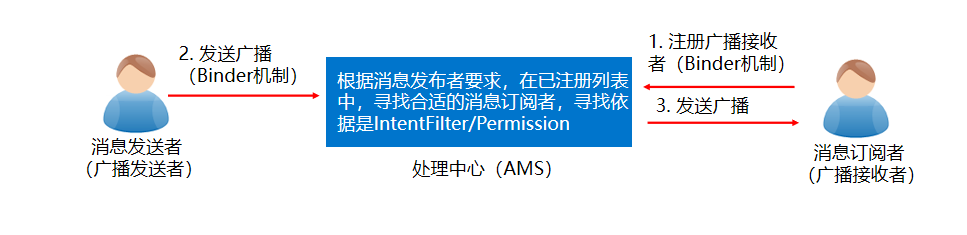 2. 发送广播
（Binder机制）
消息发送者
（广播发送者）
根据消息发布者要求，在已注册列表
中，寻找合适的消息订阅者，寻找依
据是IntentFilter/Permission
处理中心（AMS）
1. 注册广播接收
者（Binder机制）
3. 发送广播
消息订阅者
（广播接收者）